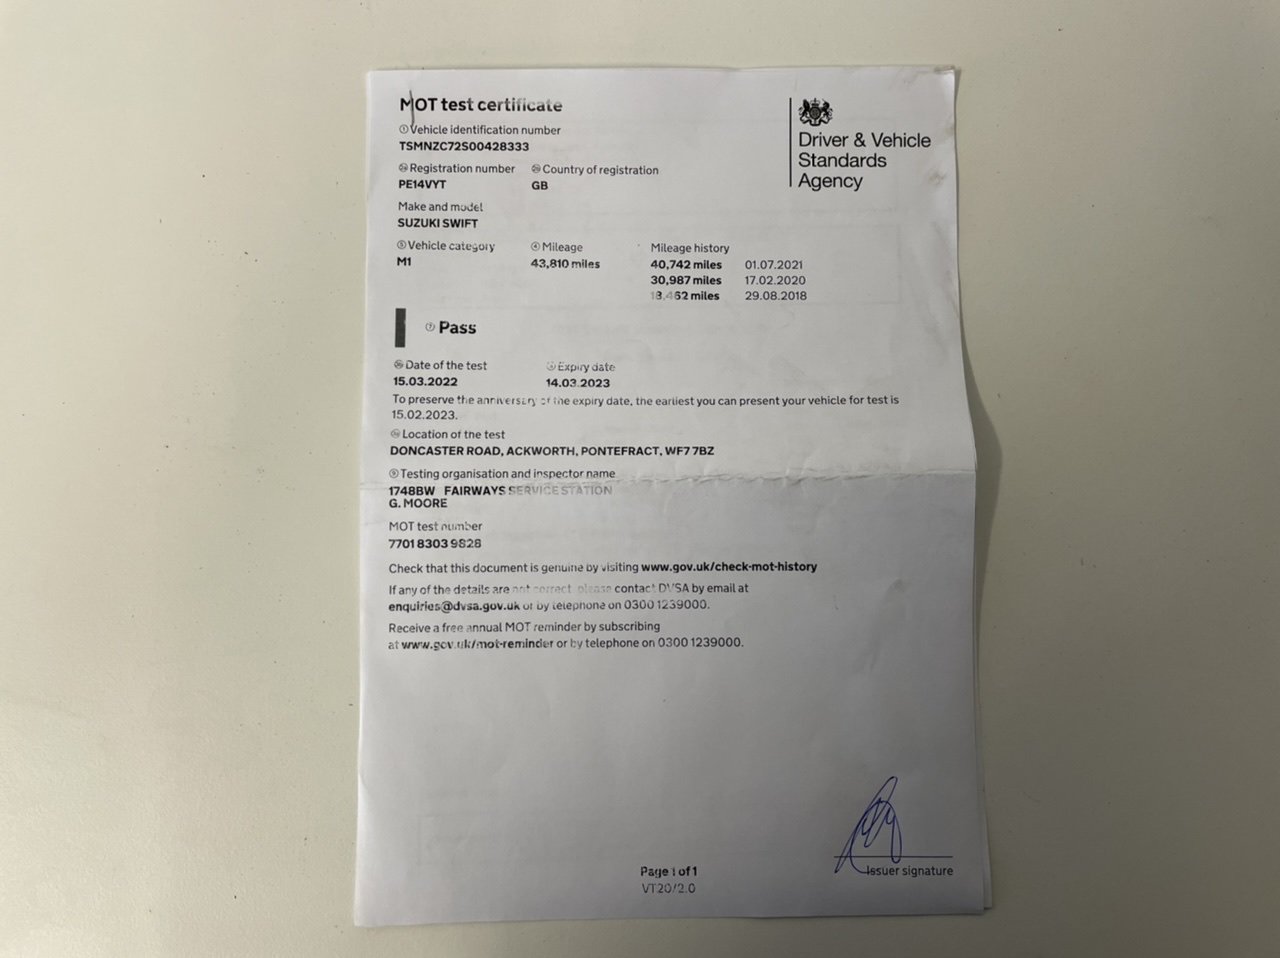 MOT test certificate
Driver & Vehicle
Standards
Agency
Vehicle identification number
TSMNZC72S00428333
Registration number Country of registration
PE14VYT GB
Make and model
SUZUKI SWIFT
Vehicle category Mileage Mileage history
M1 43,810 miles 40,742 miles 01.07.2021
30,987 miles 17.02.2020
miles 29.08.2018
Pass
Date of the test Expiry date
15.03.2022 14.03.2023
To preserve the anniversary of the expiry date, the earliest you can present your vehicle for test is
15.02.2023.
Location of the test
DONCASTER ROAD, ACKWORTH, PONTEFRACT, WF7 7BZ
Testing organisation and inspector name
1748BW FAIRWAYS SERVICE STATION
G. MOORE
MOT test number
7701 8303 9828
Check that this document is genuine by visiting www.gov.uk/check-mot-history
If any of the details are not correct, please contact DVSA by email at
enquiries@dvsa.gov.uk or by telephone on 0300 1239000.
Receive a free annual MOT reminder by subscribing
at www.gov.uk/mot-reminder or by telephone on 0300 1239000.
Issuer signature
Page 1 of 1
VT20/2.0